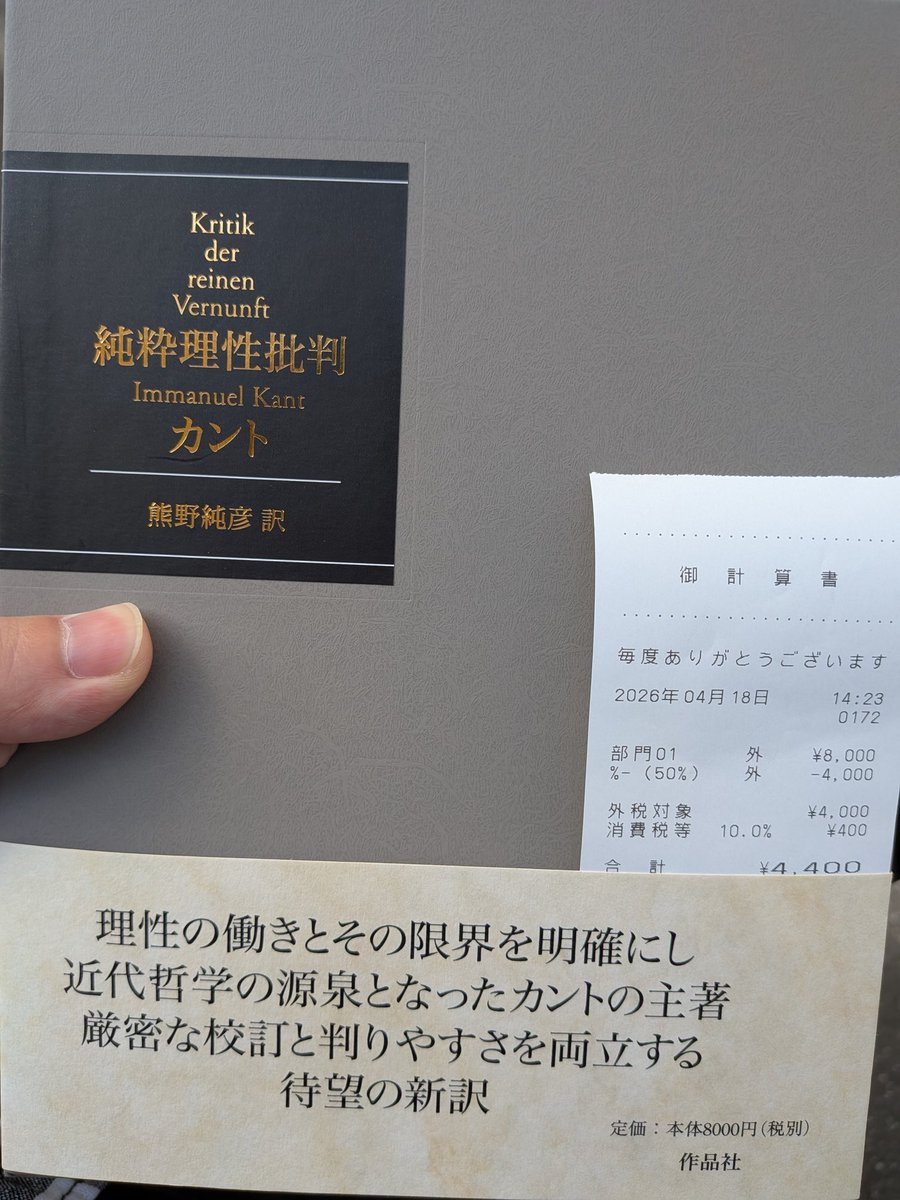 Kritik
der
reinen
Vernunft
純粋理性批判
Immanuel Kant
カント
熊野純彦 訳
御計算書
毎度ありがとうございます
2026年04月18日 14:23
0172
部門01 外 ¥8,000
%-(50%) 外 -4,000
外税対象 ¥4,000
消費税等 10.0% ¥400
合計 ¥4,400
理性の働きとその限界を明確にし
近代哲学の源泉となったカントの主著
厳密な校訂と判りやすさを両立する
待望の新訳
定価:本体8000円(税別)
作品社